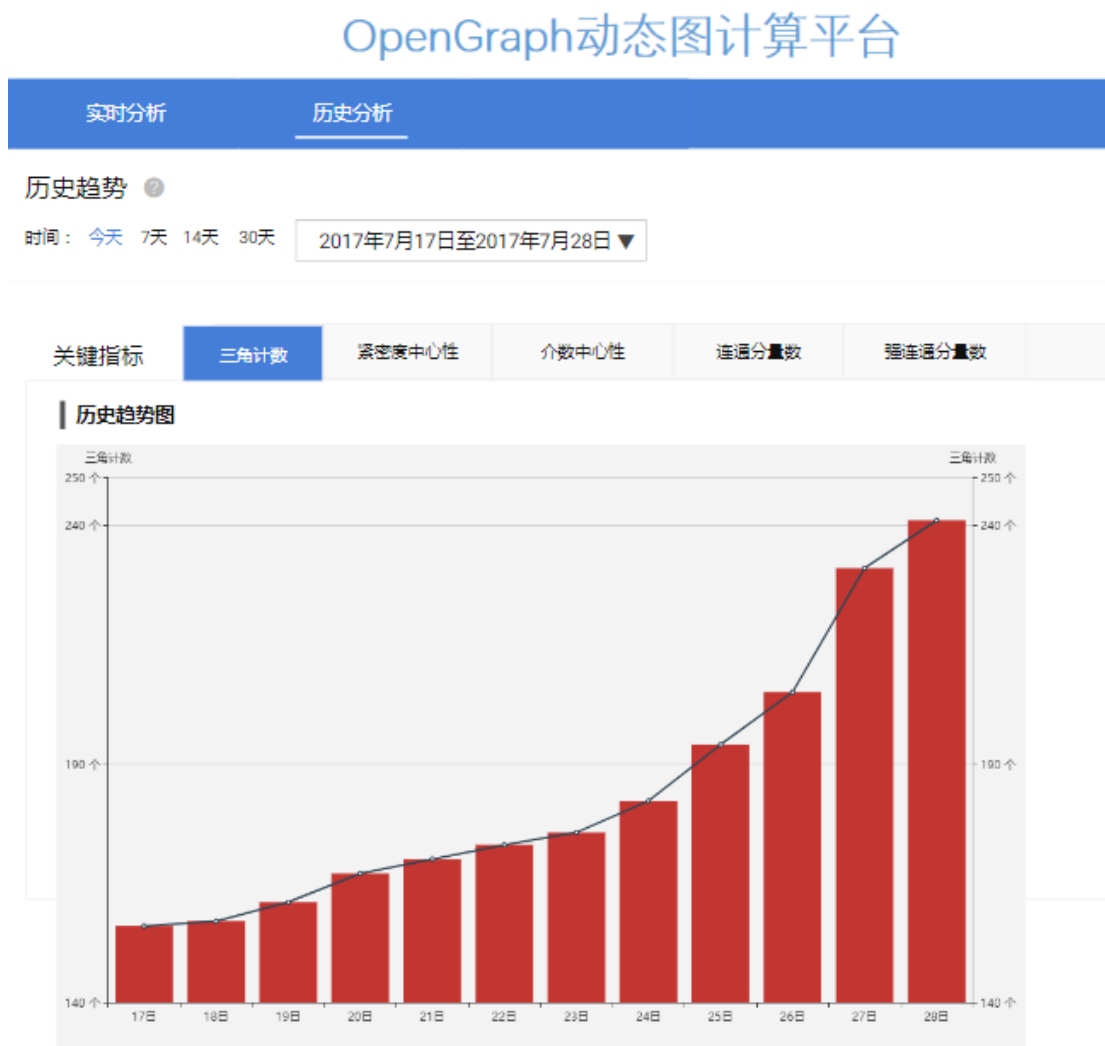 OpenGraph动态图计算平台
实时分析 历史分析
历史趋势 ?
时间： 今天 7天 14天 30天 2017年7月17日至2017年7月28日▼
关键指标 三角计数 紧密度中心性 介数中心性 连通分量数 强连通分量数
历史趋势图
三角计数 三角计数
250 个 250 个
240 个 240 个
190 个 190 个
140 个 140 个
17日 18日 19日 20日 21日 22日 23日 24日 25日 26日 27日 28日